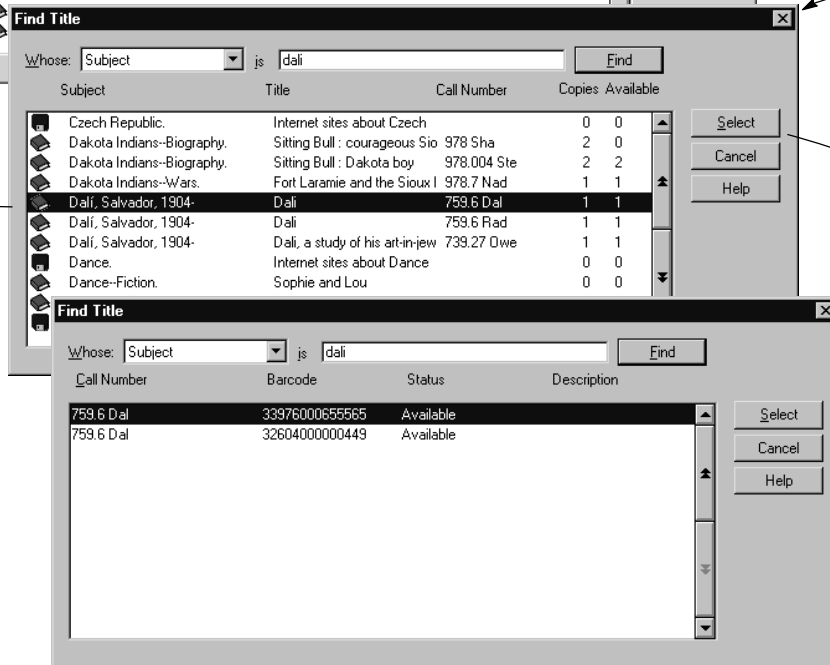 Find Title
Whose: Subject is dali Find
Subject Title Call Number Copies Available
Czech Republic. Internet sites about Czech 0 0
Dakota Indians--Biography. Sitting Bull : courageous Sio 978 Sha 2 0
Dakota Indians--Biography. Sitting Bull : Dakota boy 978.004 Ste 2 2
Dakota Indians--Wars. Fort Laramie and the Sioux I 978.7 Nad 1 1
Dalí, Salvador, 1904- Dali 759.6 Dal 1 1
Dalí, Salvador, 1904- Dali 759.6 Rad 1 1
Dalí, Salvador, 1904- Dali, a study of his art-in-jew 739.27 Owe 1 1
Dance. Internet sites about Dance 0 0
Dance--Fiction. Sophie and Lou 0 0
Select
Cancel
Help
Find Title
Whose: Subject is dali Find
Call Number Barcode Status Description
759.6 Dal 33976000655565 Available
759.6 Dal 32604000000449 Available
Select
Cancel
Help